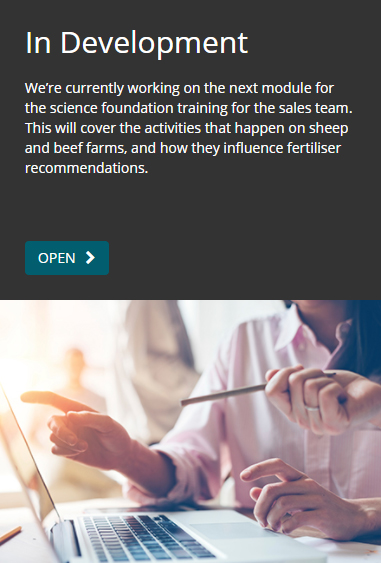 In Development
We're currently working on the next module for
the science foundation training for the sales team.
This will cover the activities that happen on sheep
and beef farms, and how they influence fertiliser
recommendations.
OPEN